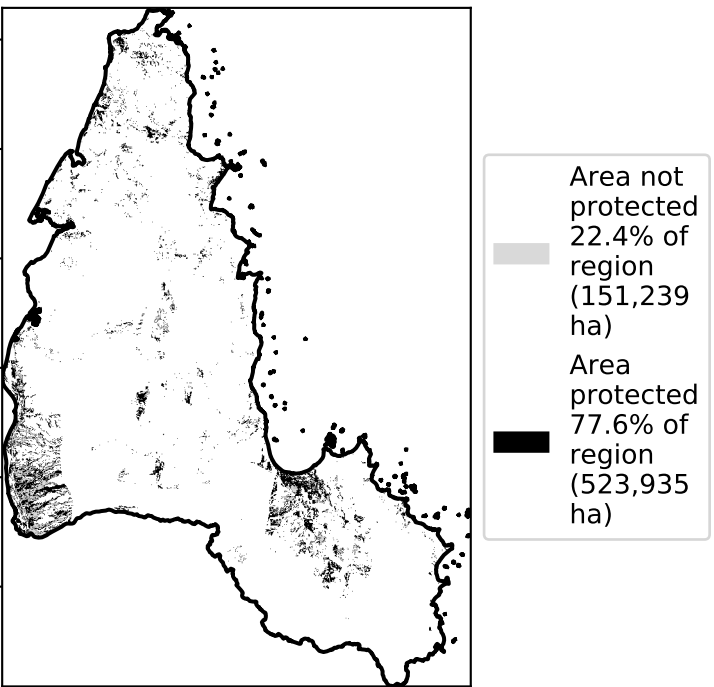 Area not
protected
22.4% of
region
(151,239
ha)
Area
protected
77.6% of
region
(523,935
ha)